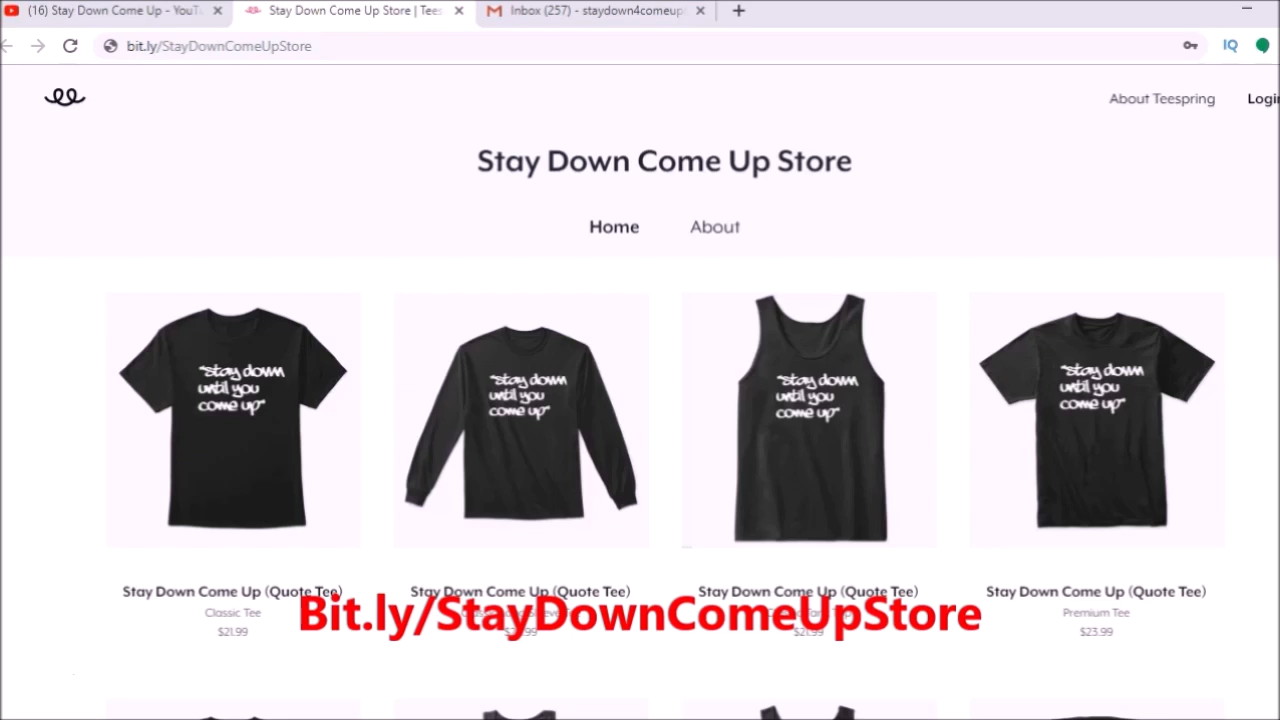 (16) Stay Down Come Up - YouTu
Stay Down Come Up Store | Tees
Inbox (257) - staydown4comeup
bit.ly/StayDownComeUpStore
IQ
About Teespring
Login
Stay Down Come Up Store
Home
About
"stay down
until you
come up"
"stay down
until you
come up"
"stay down
until you
come up"
"stay down
until you
come up"
Stay Down Come Up (Quote Tee)
Classic Tee
$21.99
Stay Down Come Up (Quote Tee)
Stay Down Come Up (Quote Tee)
$21.99
Stay Down Come Up (Quote Tee)
Premium Tee
$23.99
Bit.ly/StayDownComeUpStore